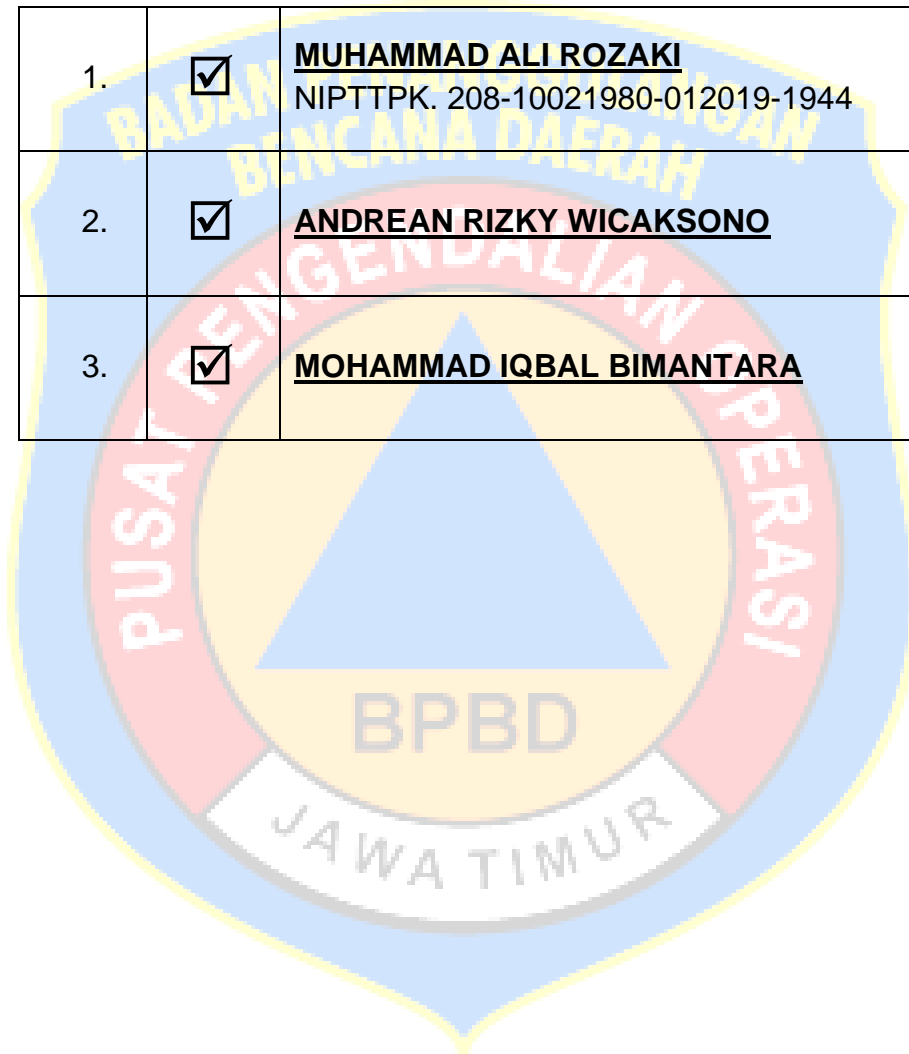 1. ☑ MUHAMMAD ALI ROZAKI
NIPTTPK. 208-10021980-012019-1944
2. ☑ ANDREAN RIZKY WICAKSONO
3. ☑ MOHAMMAD IQBAL BIMANTARA
BADAN PENANGGULANGAN
BENCANA DAERAH
PUSAT PENGENDALIAN OPERASI
BPBD
JAWA TIMUR